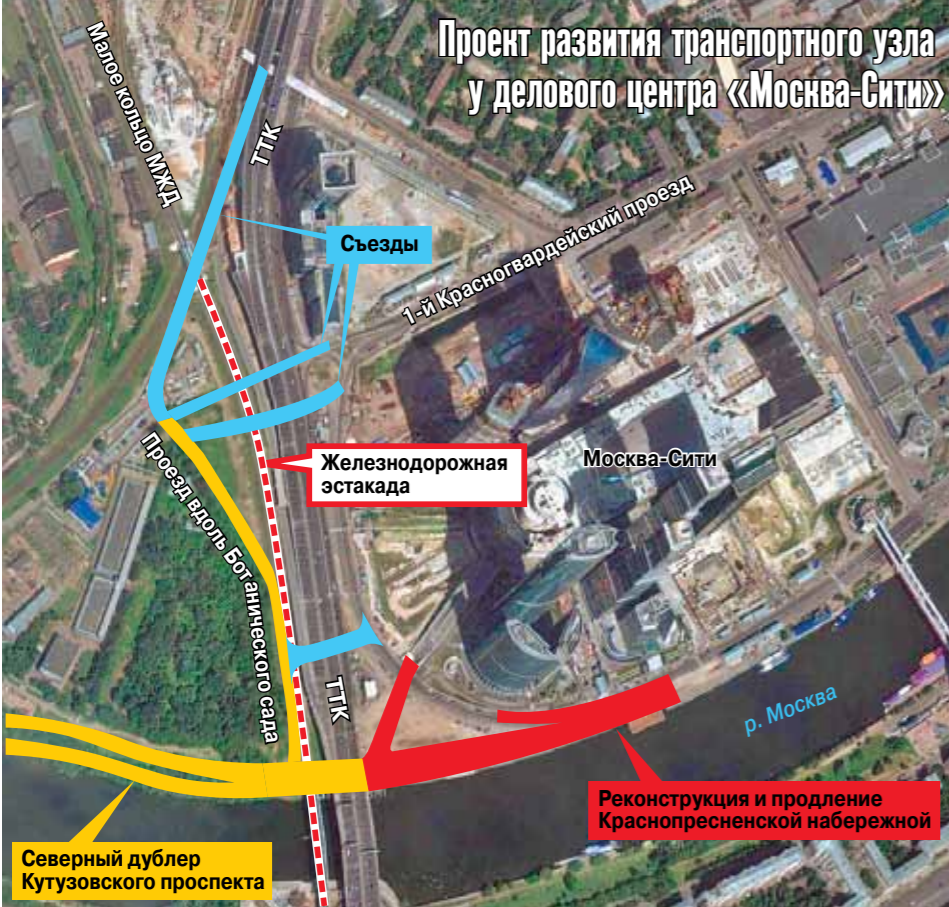 Проект развития транспортного узла
у делового центра «Москва-Сити»
Малое кольцо МЖД
ТТК
Съезды
1-й Красногвардейский проезд
Железнодорожная
эстакада
Москва-Сити
Проезд вдоль Ботанического сада
ТТК
р. Москва
Реконструкция и продление
Краснопресненской набережной
Северный дублер
Кутузовского проспекта